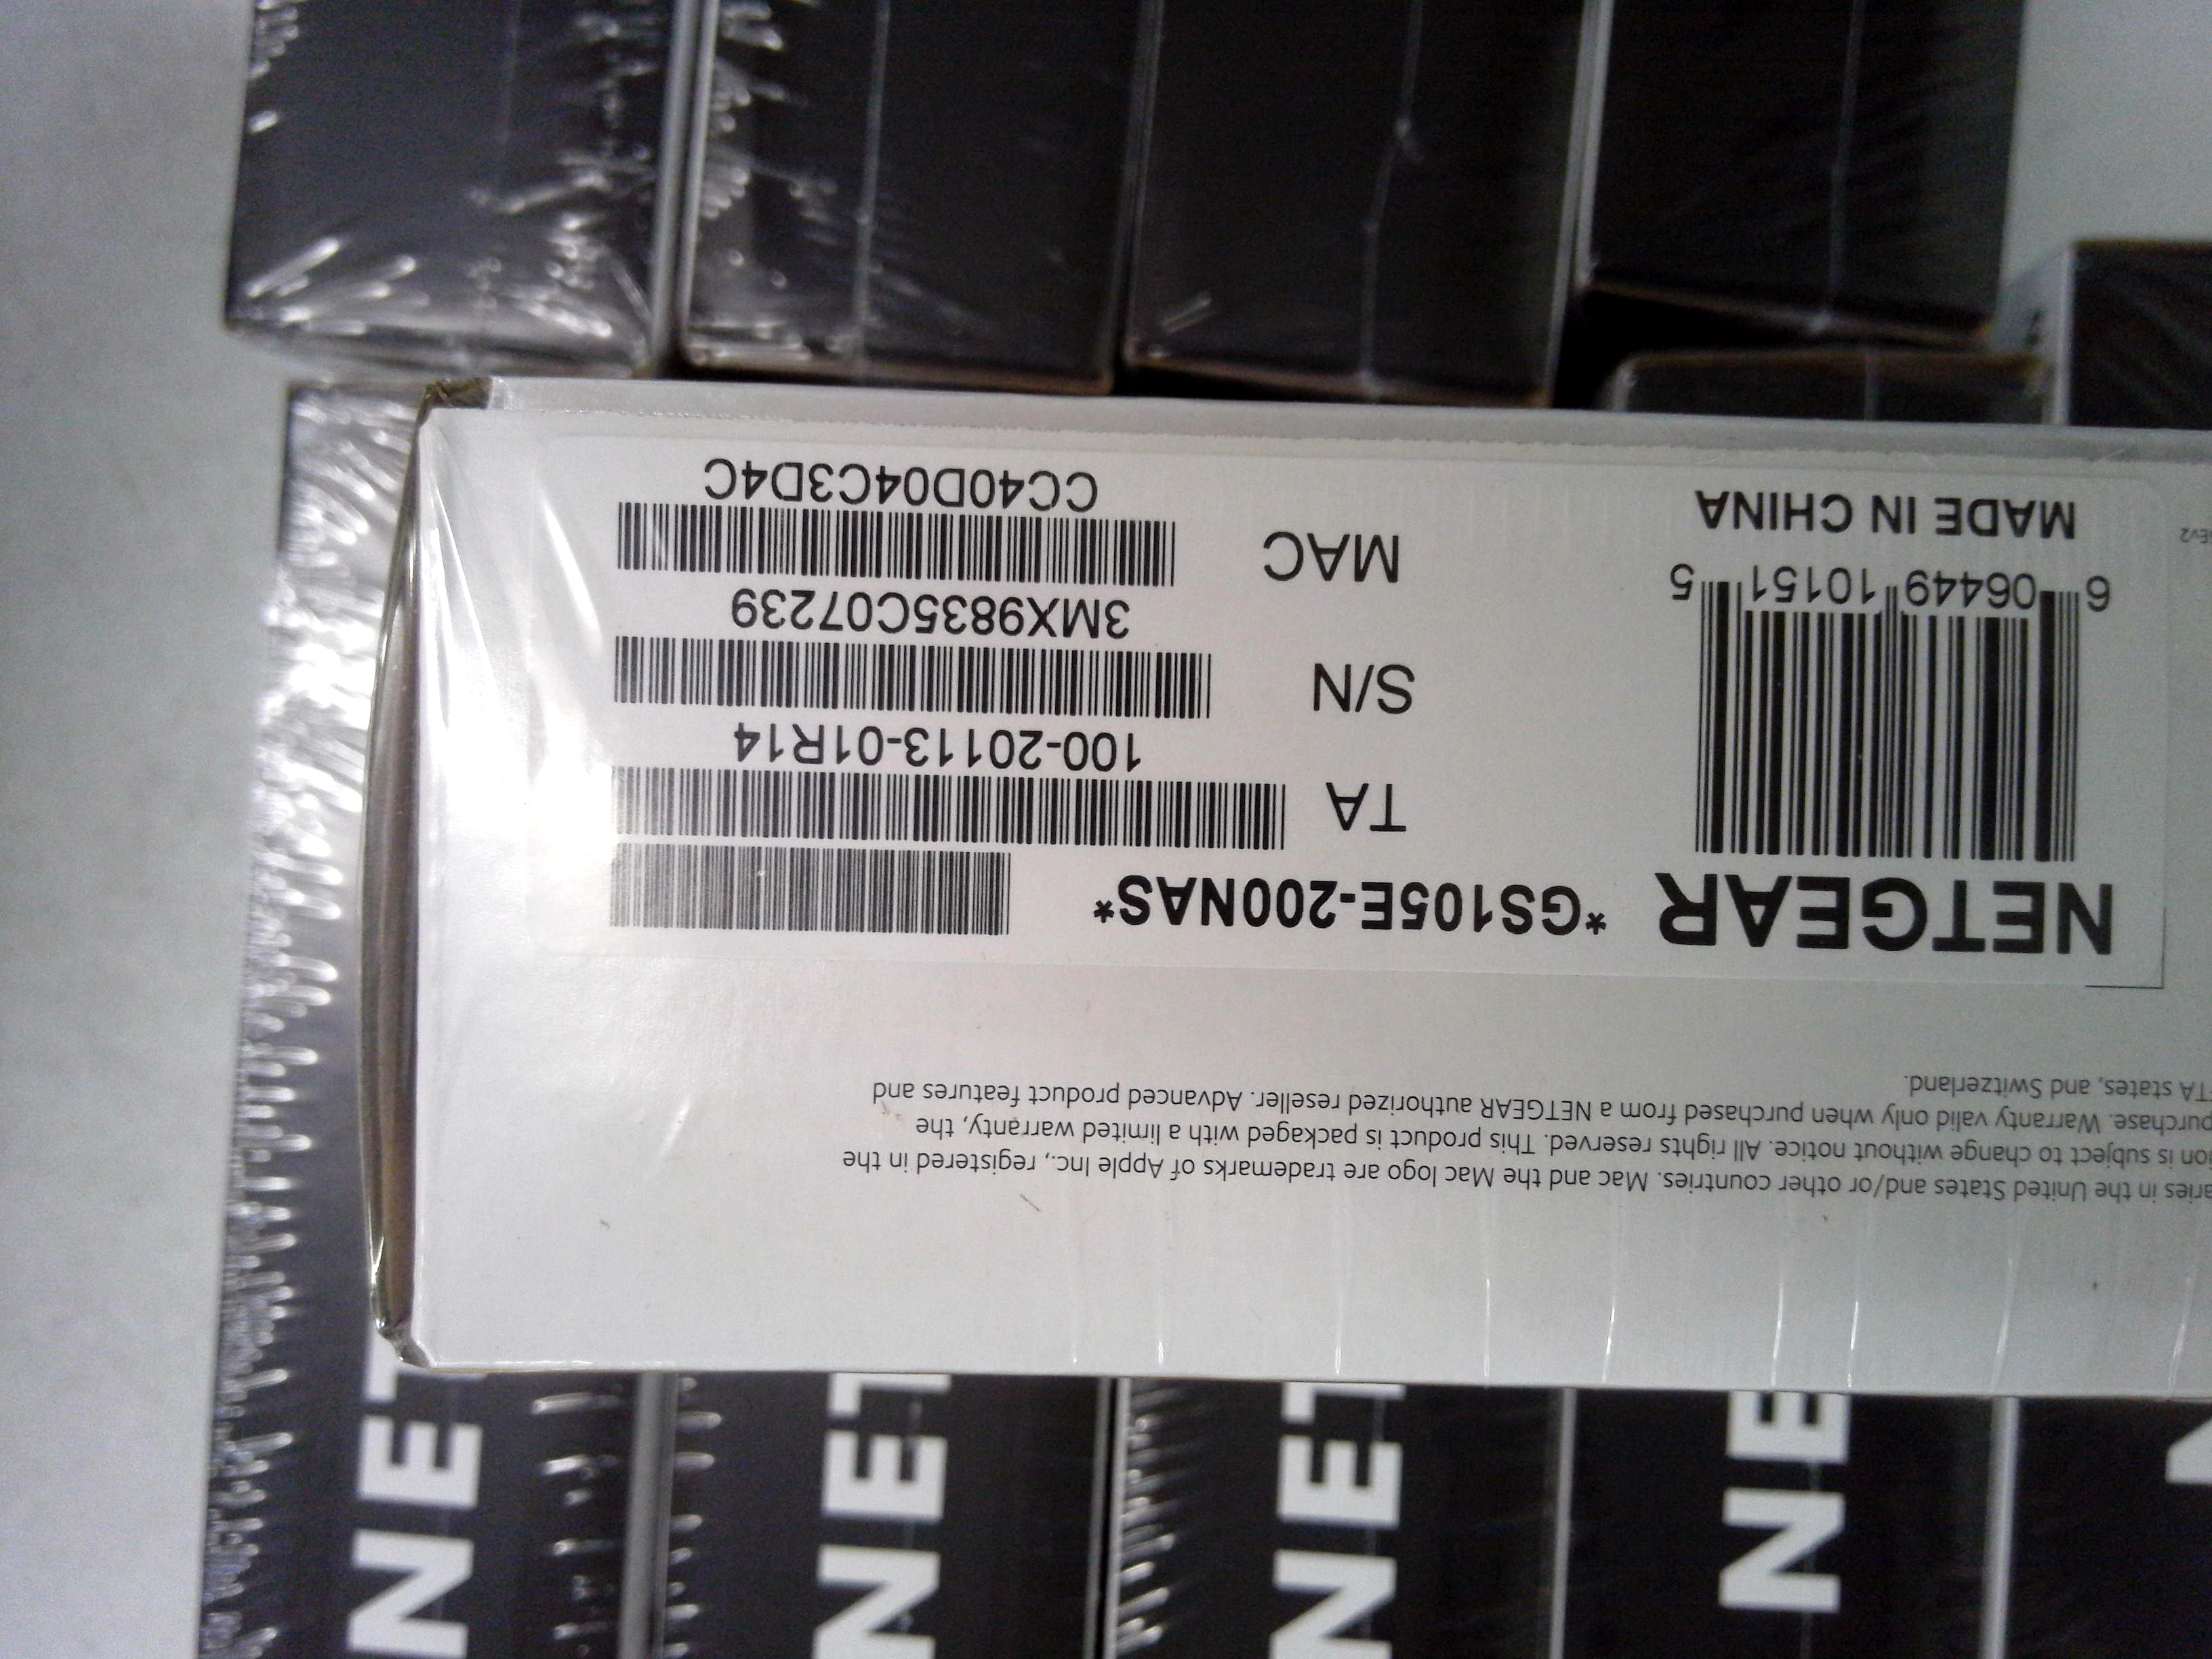 aries in the United States and/or other countries. Mac and the Mac logo are trademarks of Apple Inc., registered in the
ion is subject to change without notice. All rights reserved. This product is packaged with a limited warranty, the
purchase. Warranty valid only when purchased from a NETGEAR authorized reseller. Advanced product features and
FTA states, and Switzerland.
NETGEAR *GS105E-200NAS*
TA
100-20113-01R14
S/N
3MX9835C07239
MAC
CC40D04C3D4C
6 06449 10151 5
MADE IN CHINA
Ev2
NET
NET
NET
NE
N